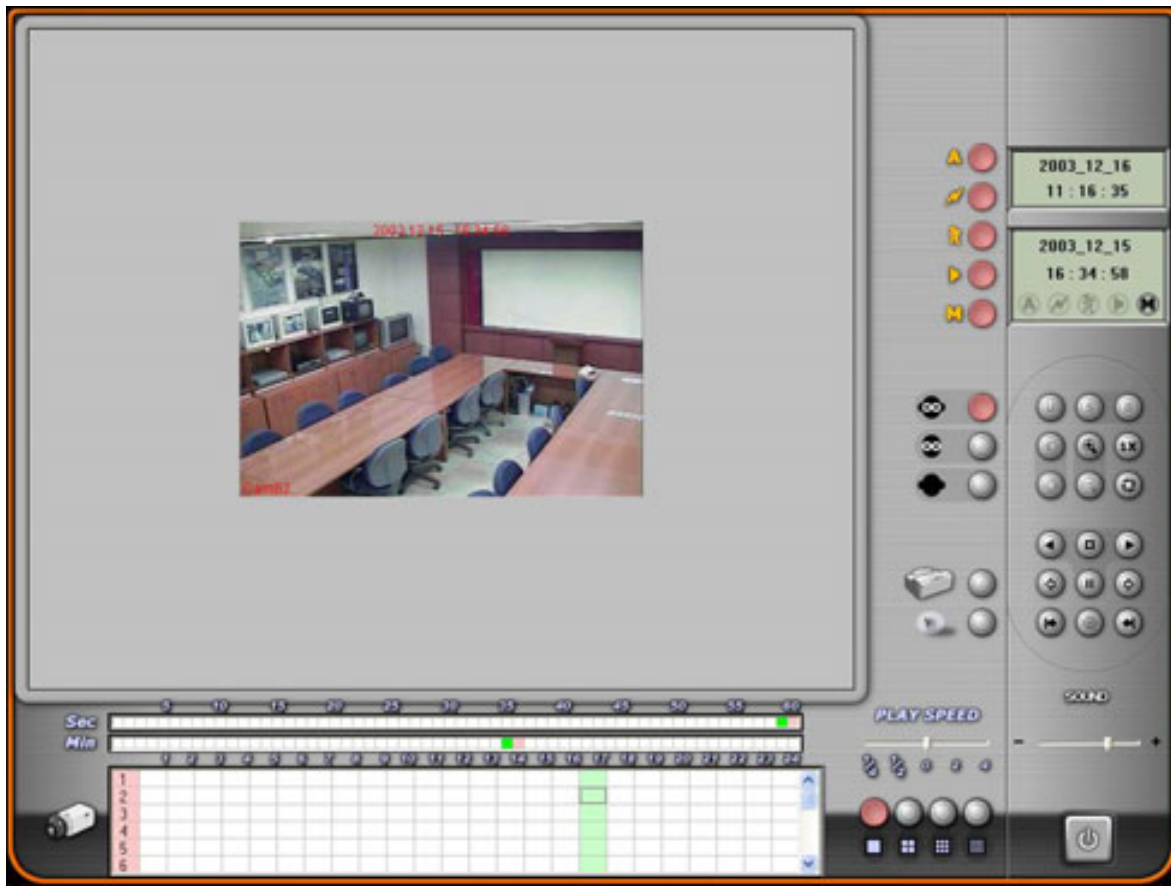 2003_12_16
11 : 16 : 35
2003_12_15
16 : 34 : 58
A
A
M
M
1X
SOUND
PLAY SPEED
- +
5 10 15 20 25 30 35 40 45 50 55 60
Sec
Min
1 2 3 4 5 6 7 8 9 10 11 12 13 14 15 16 17 18 19 20 21 22 23 24
1
2
3
4
5
6